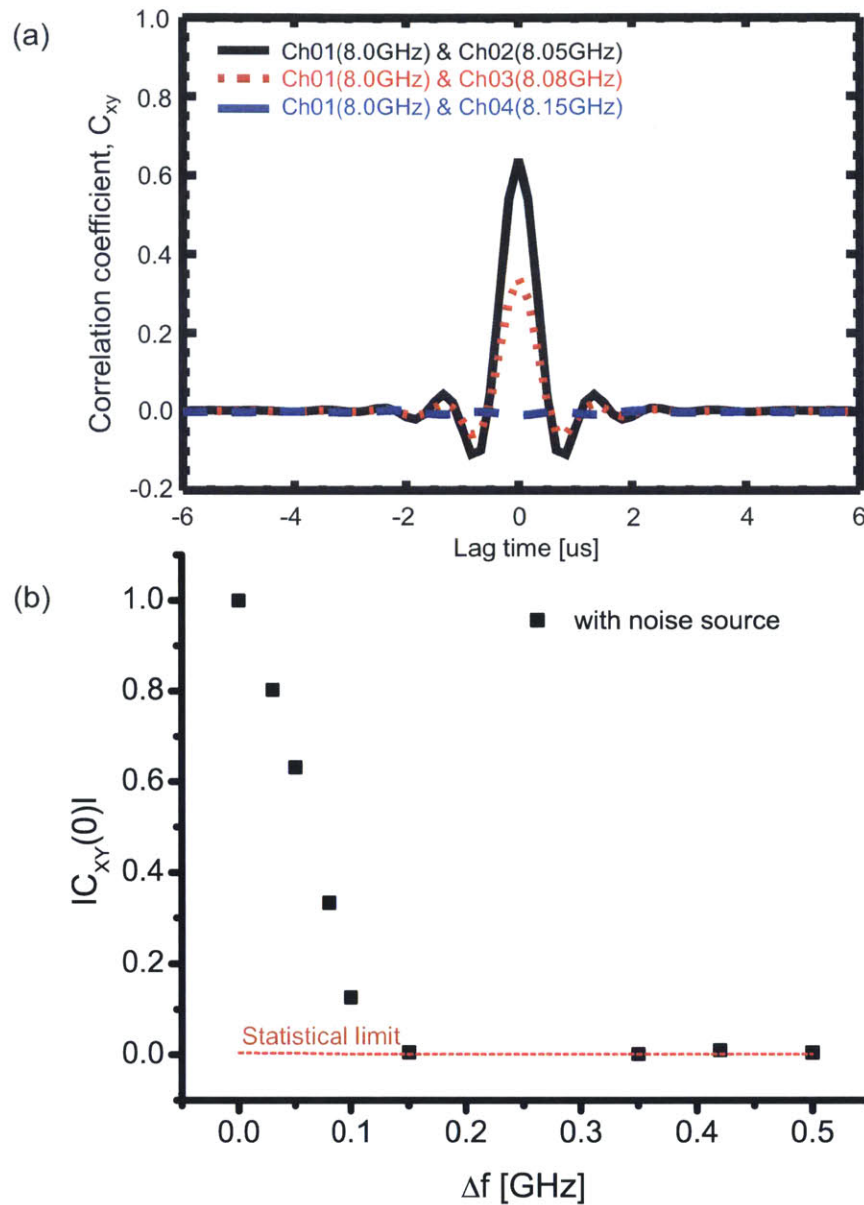 (a)
Correlation coefficient, Cxy
1.0
0.8
0.6
0.4
0.2
0.0
-0.2
Ch01(8.0GHz) & Ch02(8.05GHz)
Ch01(8.0GHz) & Ch03(8.08GHz)
Ch01(8.0GHz) & Ch04(8.15GHz)
-6 -4 -2 0 2 4 6
Lag time [us]
(b)
|CXY(0)|
1.0
0.8
0.6
0.4
0.2
0.0
with noise source
Statistical limit
0.0 0.1 0.2 0.3 0.4 0.5
Δf [GHz]